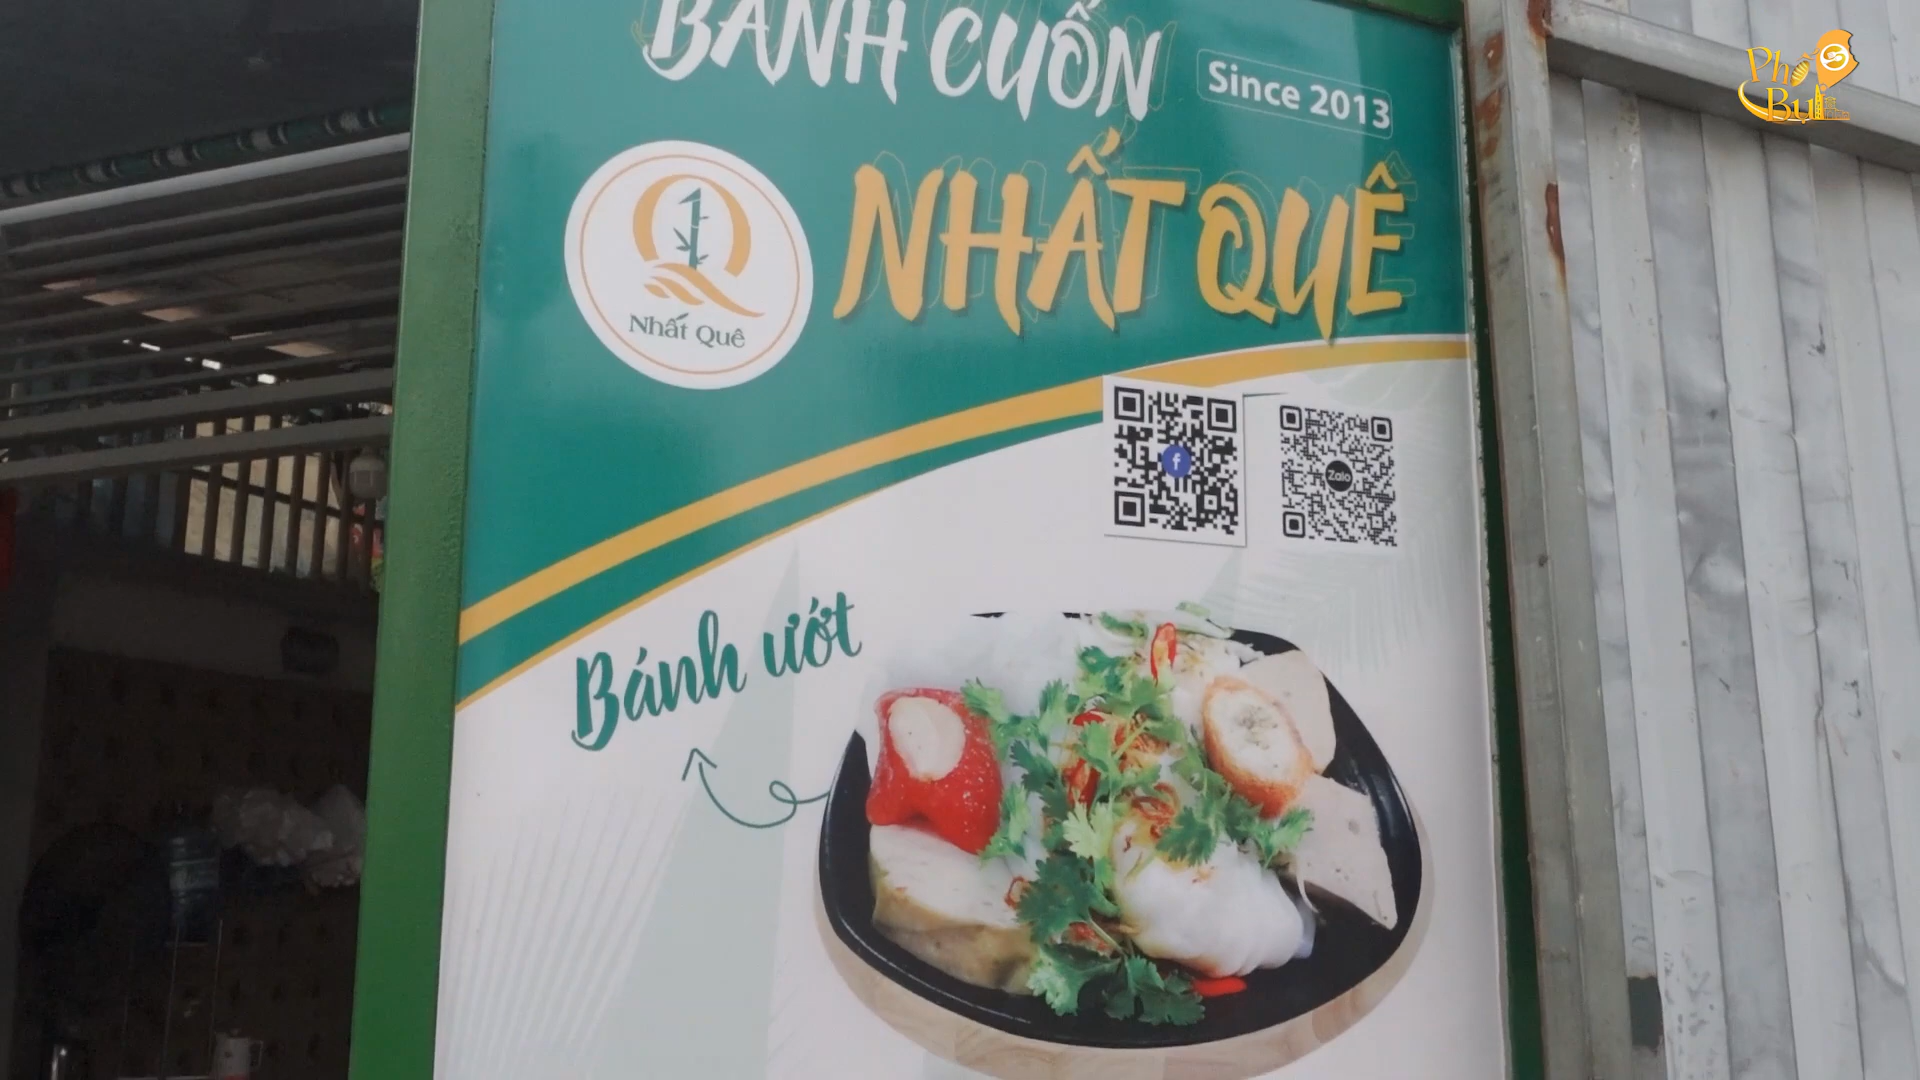 BÁNH CUỐN
Since 2013
NHẤT QUÊ
Nhất Quê
f
Zalo
Bánh ướt
Phố
Bụi